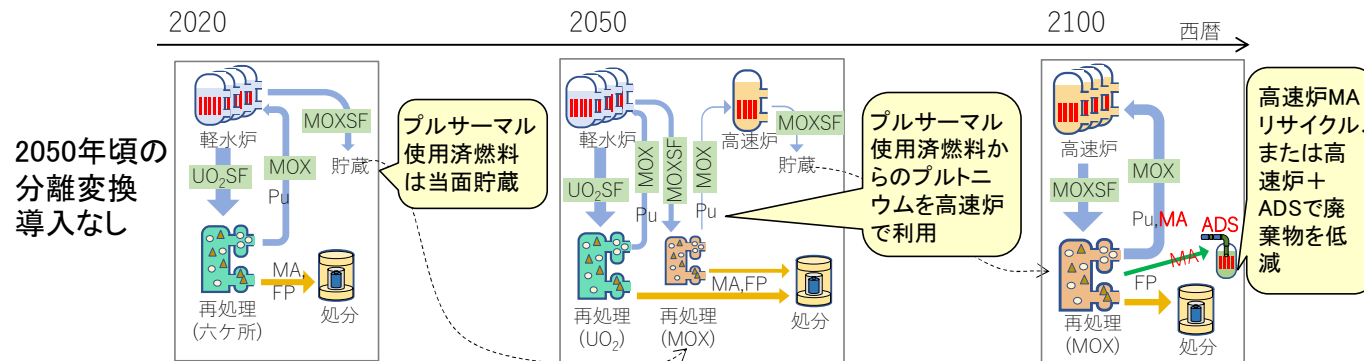 2020
2050
2100
西暦
2050年頃の
分離変換
導入なし
軽水炉
MOXSF
貯蔵
UO₂SF
MOX
Pu
MA,
FP
再処理
(六ケ所)
処分
プルサーマル
使用済燃料
は当面貯蔵
軽水炉
高速炉
MOXSF
貯蔵
UO₂SF
MOX
MOXSF
MOX
Pu
Pu
MA,FP
再処理
(UO₂)
再処理
(MOX)
処分
プルサーマル
使用済燃料か
らのプルトニ
ウムを高速炉
で利用
高速炉
MOXSF
MOX
Pu,MA
ADS
MA
FP
再処理
(MOX)
処分
高速炉MA
リサイクル、
または高
速炉＋
ADSで廃
棄物を低
減